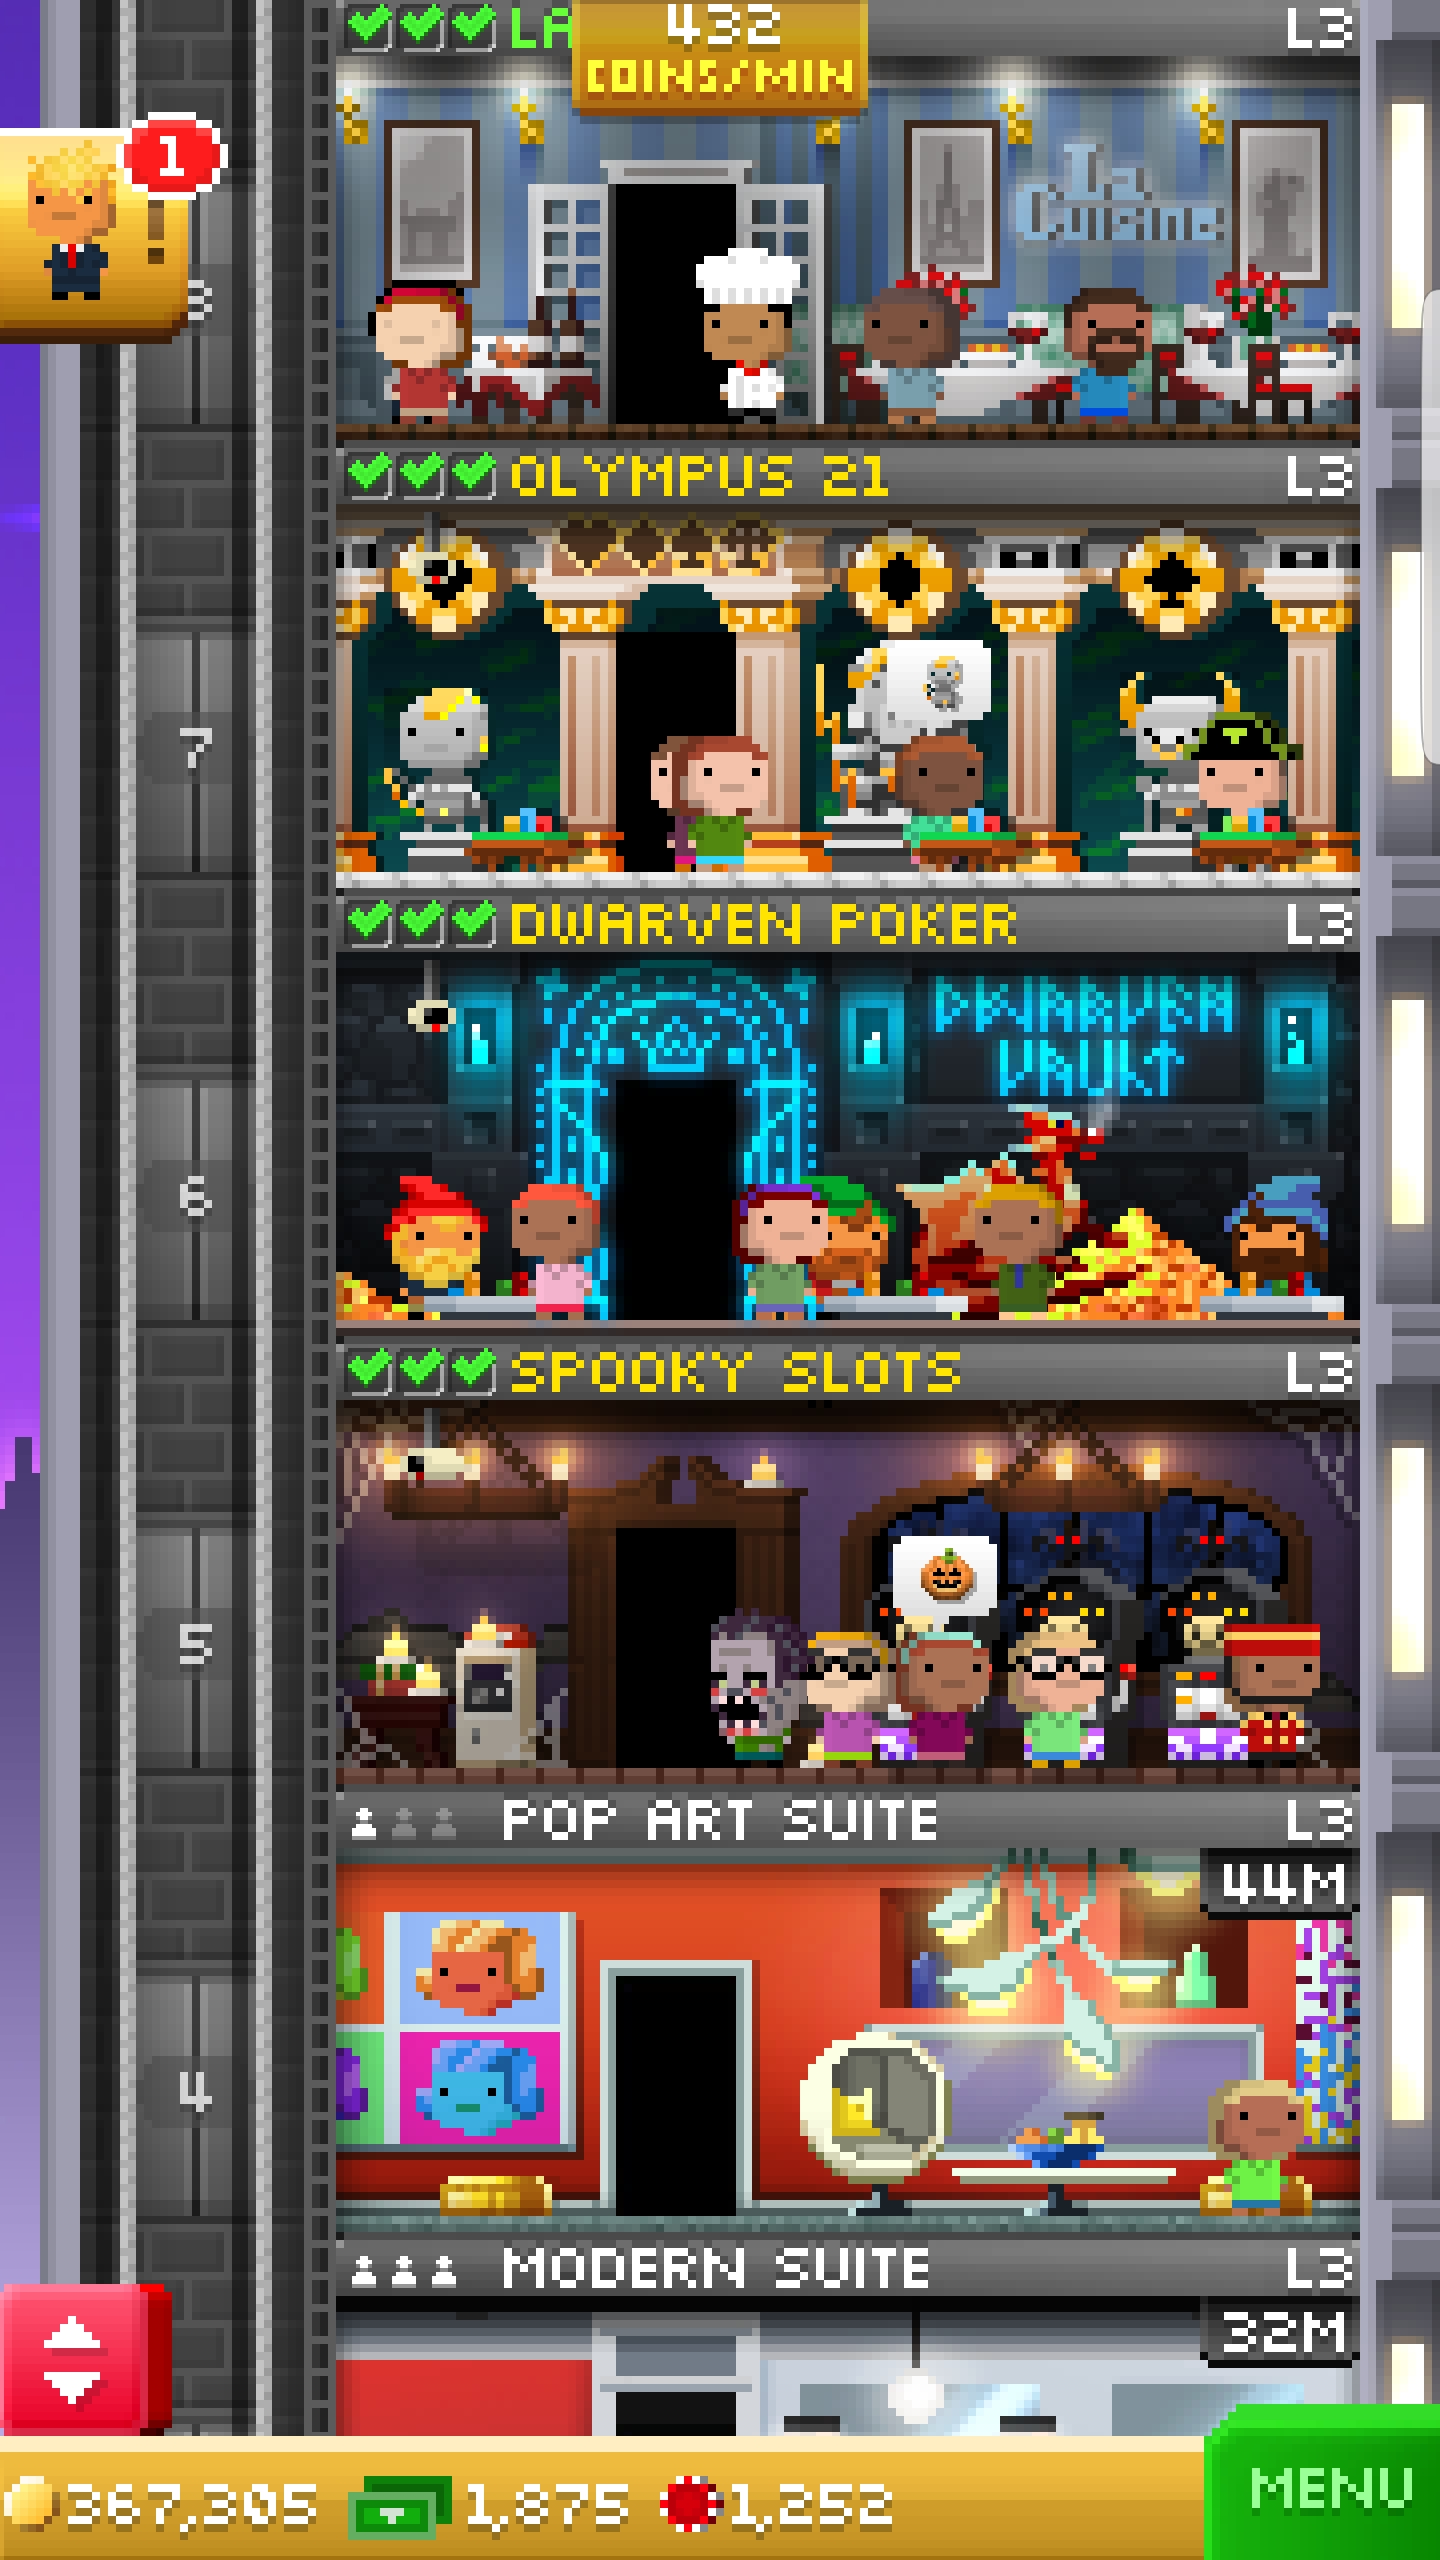 LA
432
COINS/MIN
L3
1
!
La
Cuisine
8
OLYMPUS 21
L3
7
DWARVEN POKER
L3
DWARVEN
VAULT
6
SPOOKY SLOTS
L3
5
POP ART SUITE
L3
44M
4
MODERN SUITE
L3
32M
367,305
1,875
1,252
MENU